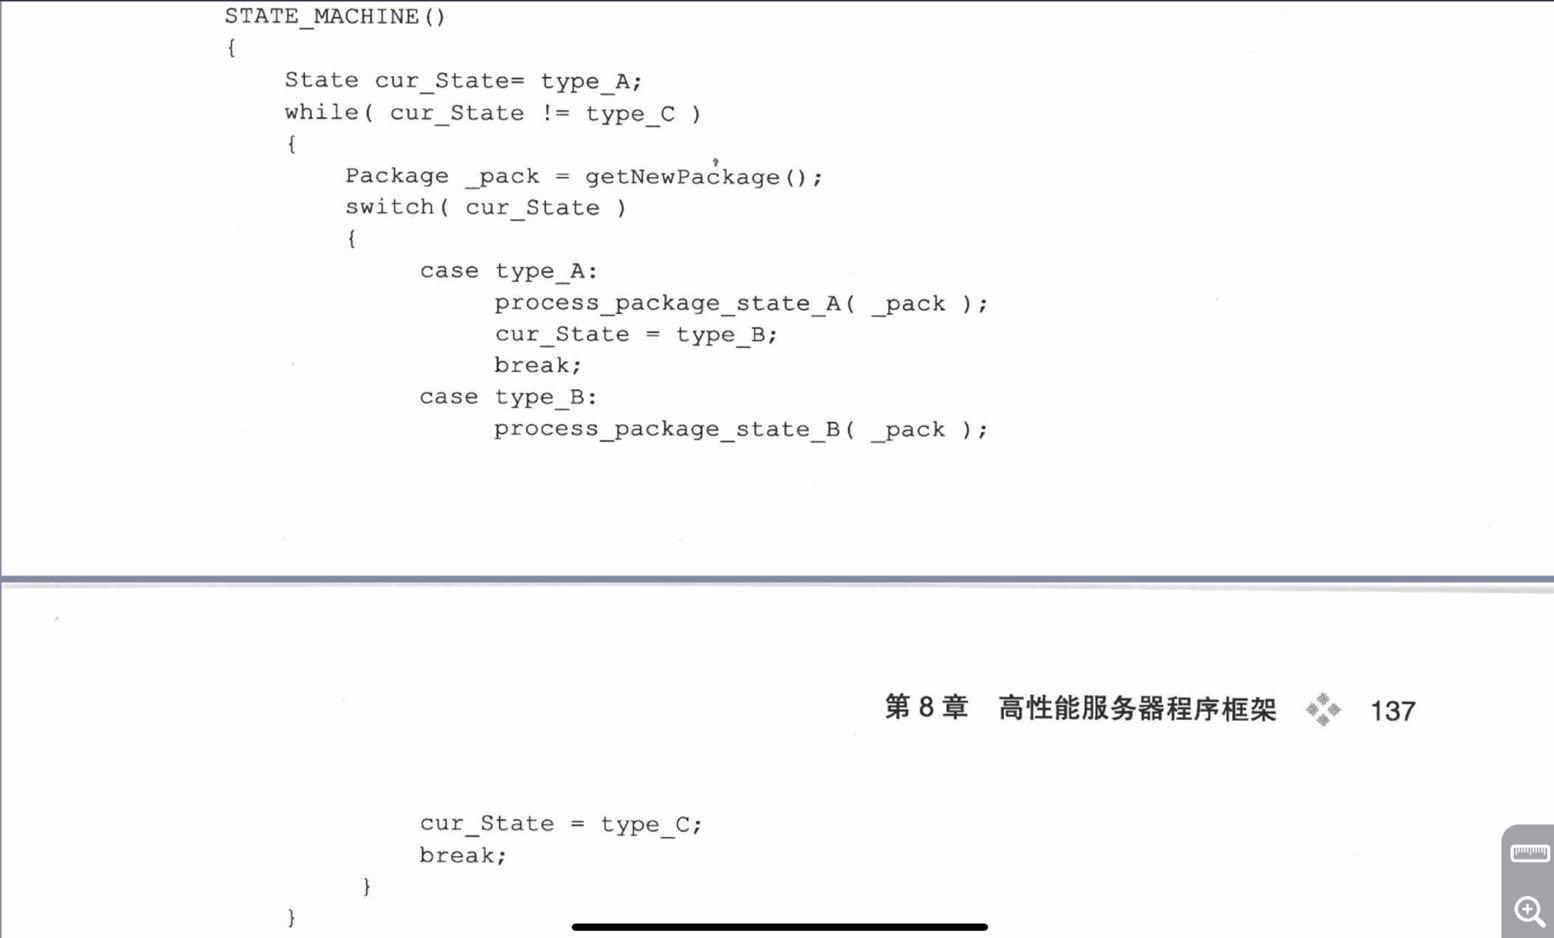 STATE_MACHINE()
{
State cur_State= type_A;
while( cur_State != type_C )
{
Package _pack = getNewPackage();
switch( cur_State )
{
case type_A:
process_package_state_A( _pack );
cur_State = type_B;
break;
case type_B:
process_package_state_B( _pack );
第8章 高性能服务器程序框架 137
cur_State = type_C;
break;
}
}